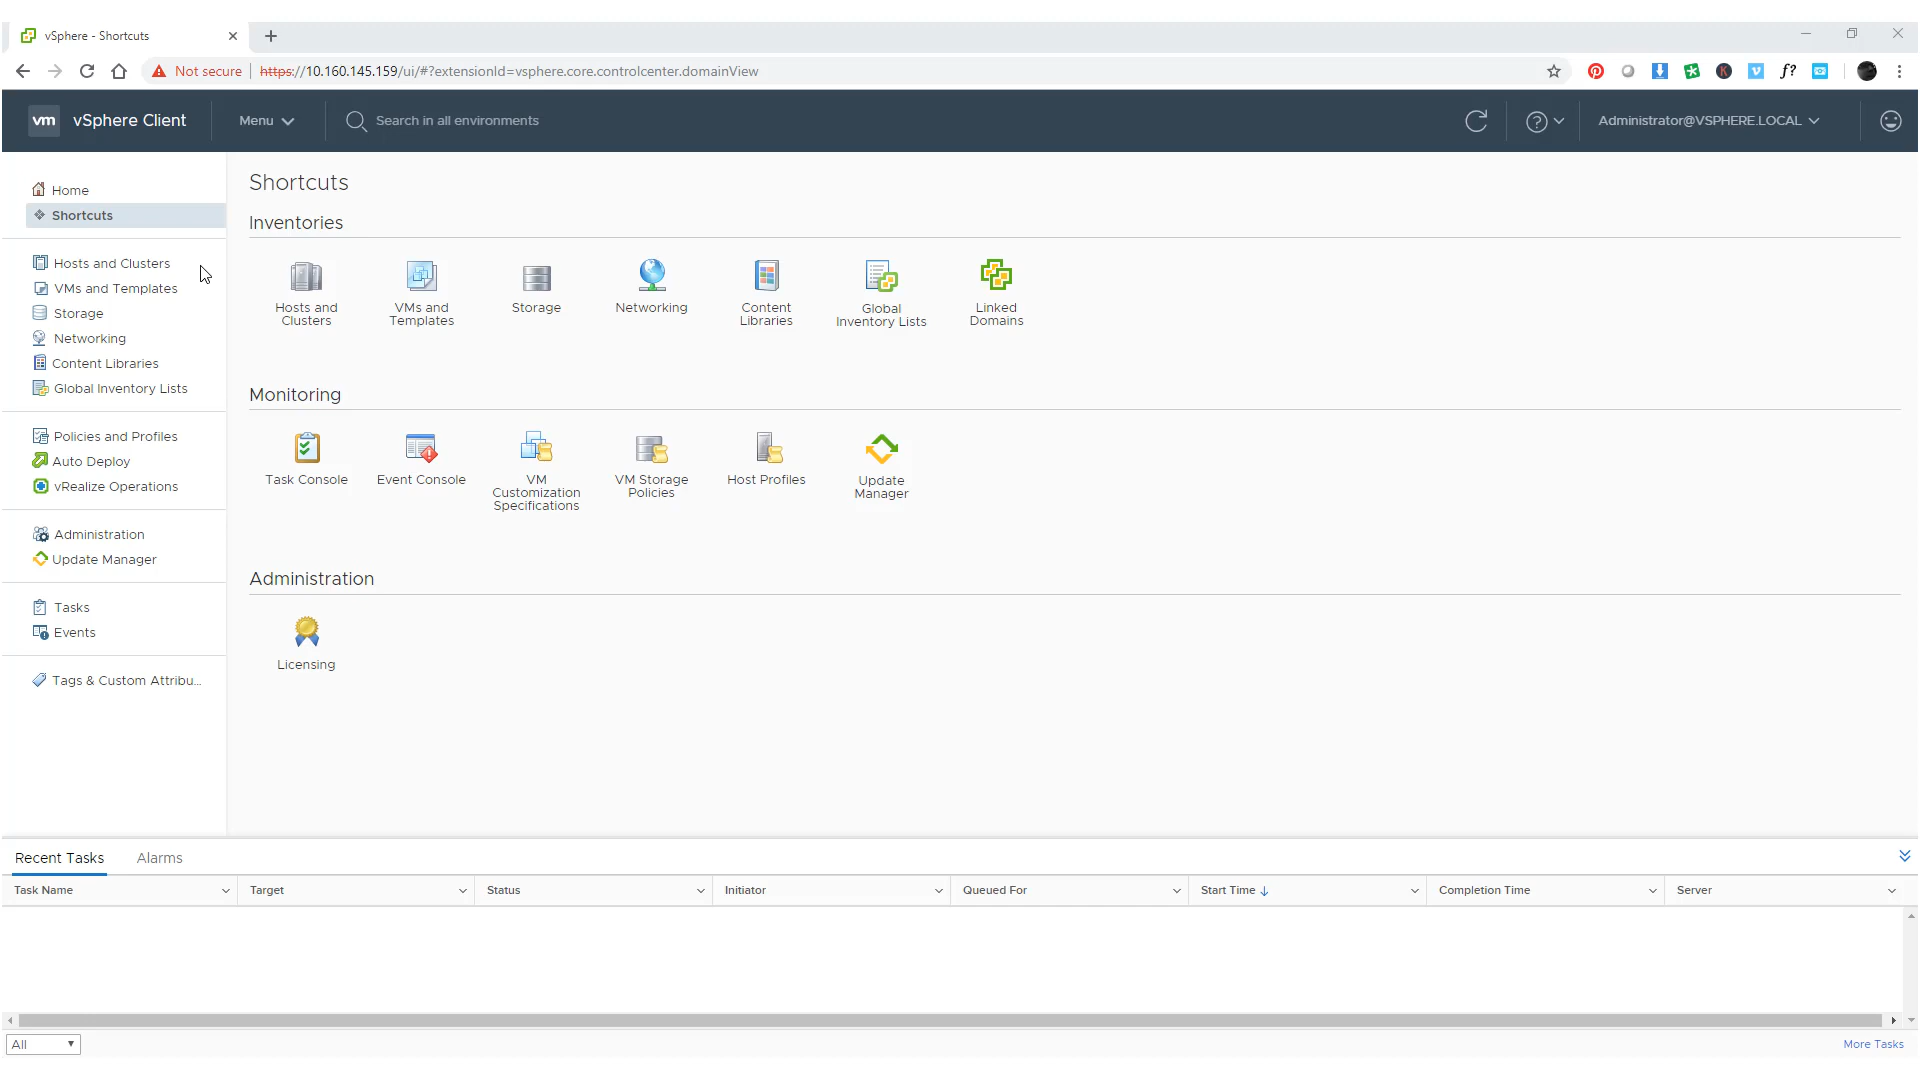 vSphere - Shortcuts
Not secure
https://10.160.145.159/ui/#?extensionId=vsphere.core.controlcenter.domainView
f?
vm vSphere Client
Menu
Search in all environments
Administrator@VSPHERE.LOCAL
Home
Shortcuts
Hosts and Clusters
VMs and Templates
Storage
Networking
Content Libraries
Global Inventory Lists
Policies and Profiles
Auto Deploy
vRealize Operations
Administration
Update Manager
Tasks
Events
Tags & Custom Attribu...
Shortcuts
Inventories
Hosts and
Clusters
VMs and
Templates
Storage
Networking
Content
Libraries
Global
Inventory Lists
Linked
Domains
Monitoring
Task Console
Event Console
VM
Customization
Specifications
VM Storage
Policies
Host Profiles
Update
Manager
Administration
Licensing
Recent Tasks
Alarms
Task Name
Target
Status
Initiator
Queued For
Start Time
Completion Time
Server
All
More Tasks